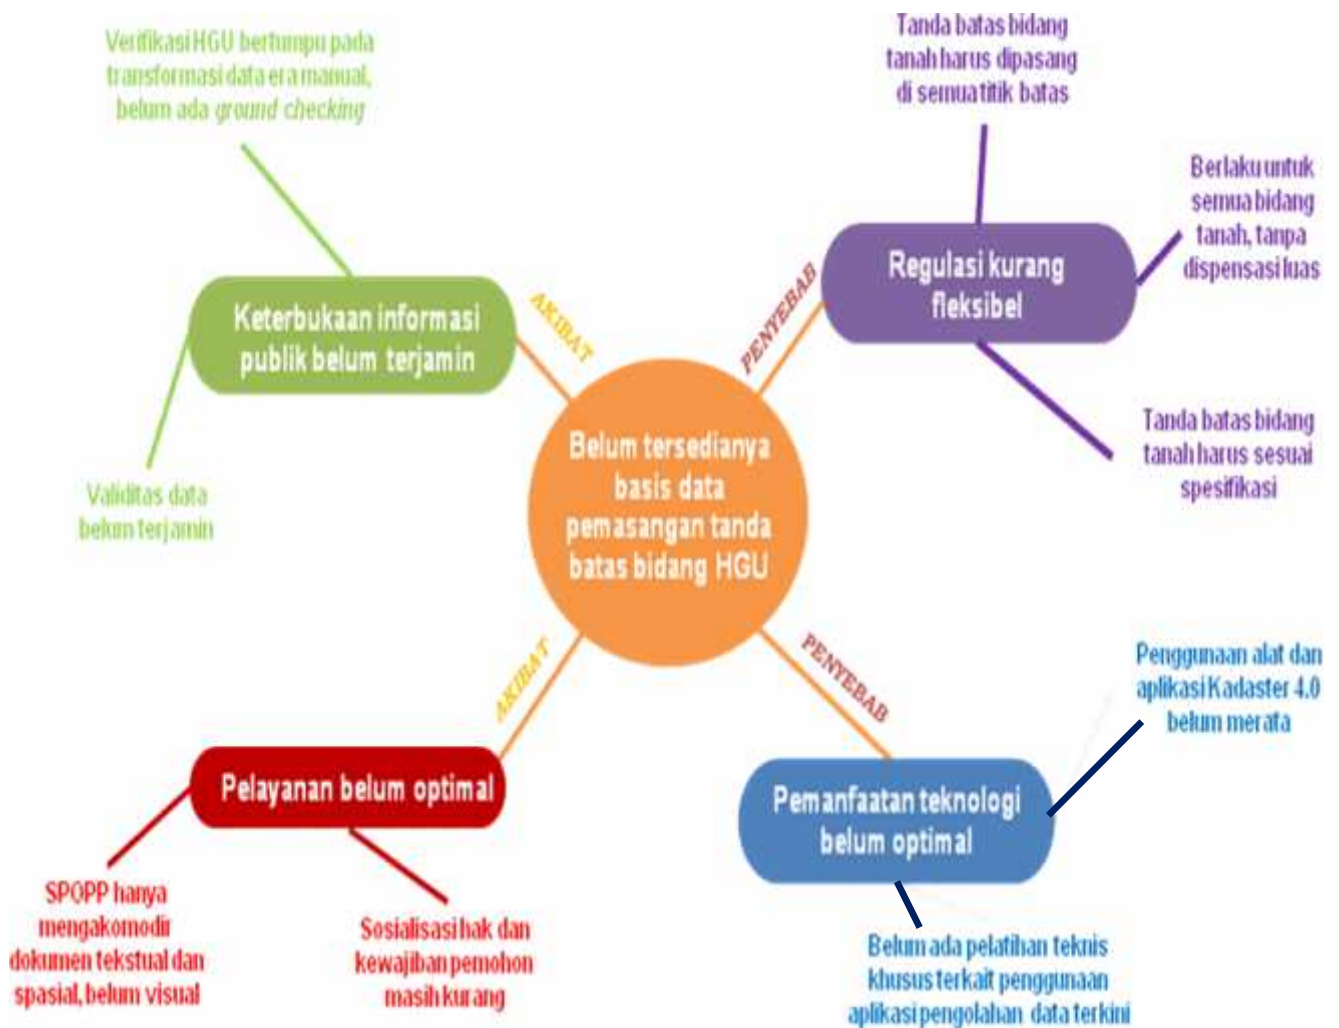 Verifikasi HGU bertumpu pada
transformasi data era manual,
belum ada ground checking
Keterbukaan informasi
publik belum terjamin
Validitas data
belum terjamin
AKIBAT
PENYEBAB
Tanda batas bidang
tanah harus dipasang
di semua titik batas
Regulasi kurang
fleksibel
Berlaku untuk
semua bidang
tanah, tanpa
dispensasi luas
Tanda batas bidang
tanah harus sesuai
spesifikasi
Belum tersedianya
basis data
pemasangan tanda
batas bidang HGU
AKIBAT
PENYEBAB
Pelayanan belum optimal
SPOPP hanya
mengakomodir
dokumen tekstual dan
spasial, belum visual
Sosialisasi hak dan
kewajiban pemohon
masih kurang
Penggunaan alat dan
aplikasi Kadaster 4.0
belum merata
Pemanfaatan teknologi
belum optimal
Belum ada pelatihan teknis
khusus terkait penggunaan
aplikasi pengolahan data terkini